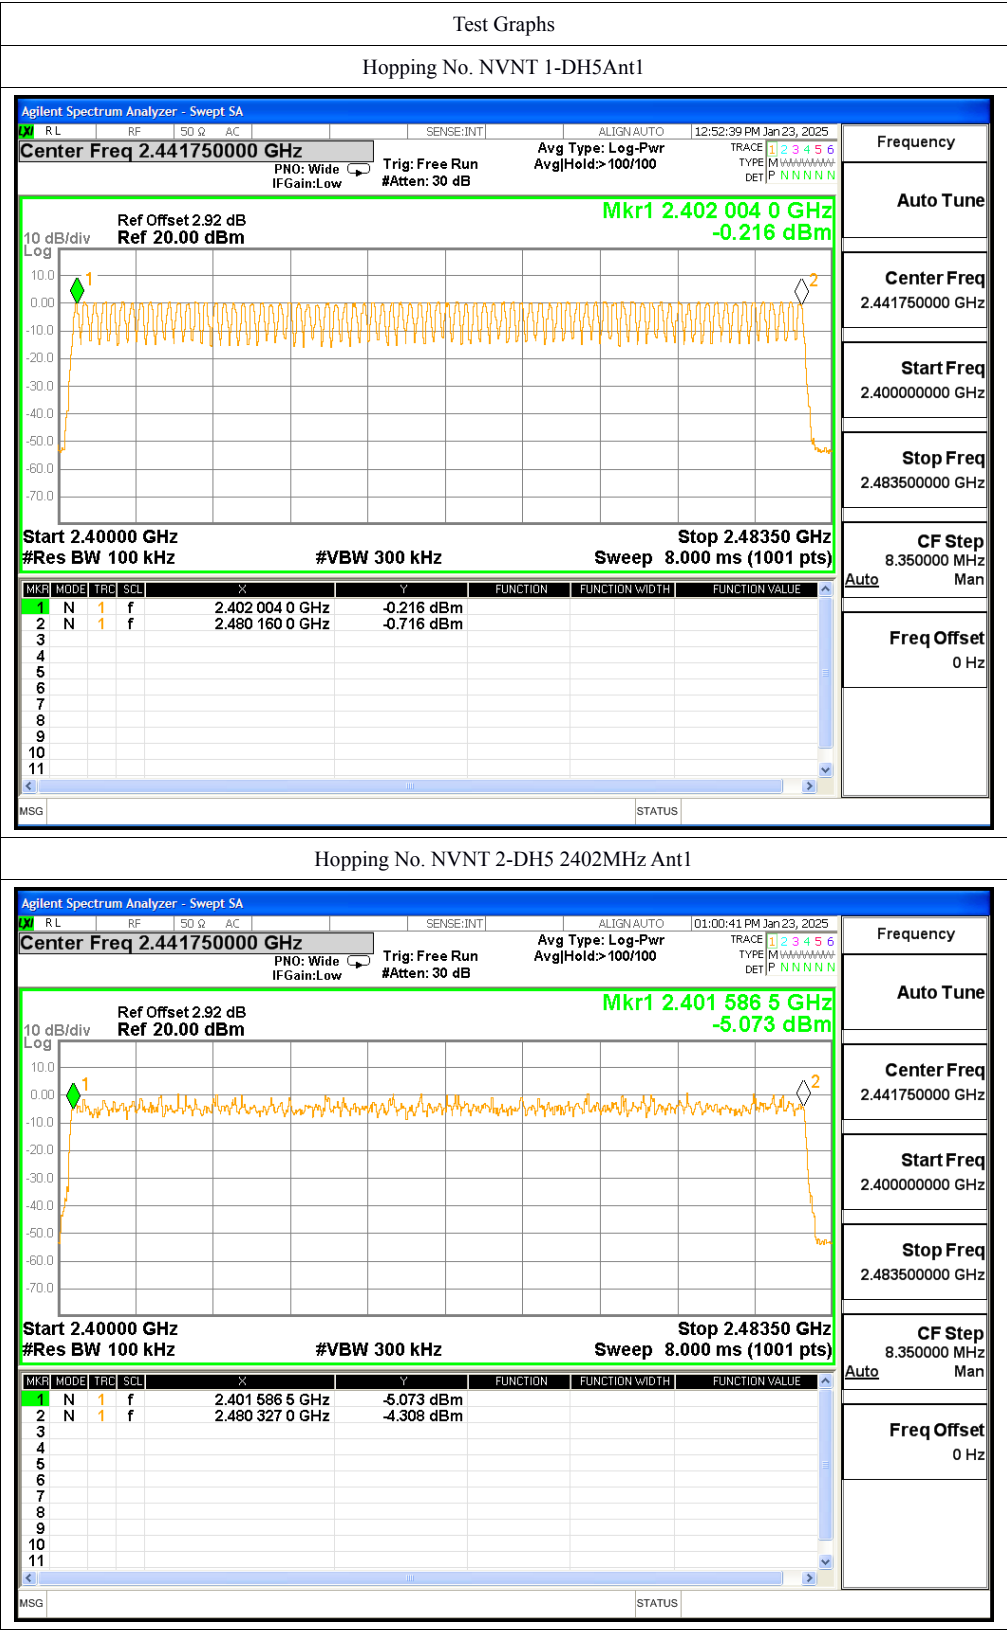 Test Graphs
Hopping No. NVNT 1-DH5Ant1
Agilent Spectrum Analyzer - Swept SA
LXI RL RF 50 Ω AC SENSE:INT ALIGN AUTO 12:52:39 PM Jan 23, 2025
Center Freq 2.441750000 GHz
PNO: Wide
IFGain:Low
Trig: Free Run
#Atten: 30 dB
Avg Type: Log-Pwr
Avg|Hold:>100/100
TRACE 1 2 3 4 5 6
TYPE M WWWWW
DET P N N N N N
Mkr1 2.402 004 0 GHz
-0.216 dBm
Ref Offset 2.92 dB
10 dB/div Ref 20.00 dBm
Log
10.0
0.00
-10.0
-20.0
-30.0
-40.0
-50.0
-60.0
-70.0
1
2
Start 2.40000 GHz Stop 2.48350 GHz
#Res BW 100 kHz #VBW 300 kHz Sweep 8.000 ms (1001 pts)
MKR MODE TRC SCL X Y FUNCTION FUNCTION WIDTH FUNCTION VALUE
1 N 1 f 2.402 004 0 GHz -0.216 dBm
2 N 1 f 2.480 160 0 GHz -0.716 dBm
3
4
5
6
7
8
9
10
11
MSG STATUS
Frequency
Auto Tune
Center Freq
2.441750000 GHz
Start Freq
2.400000000 GHz
Stop Freq
2.483500000 GHz
CF Step
8.350000 MHz
Auto Man
Freq Offset
0 Hz
Hopping No. NVNT 2-DH5 2402MHz Ant1
Agilent Spectrum Analyzer - Swept SA
LXI RL RF 50 Ω AC SENSE:INT ALIGN AUTO 01:00:41 PM Jan 23, 2025
Center Freq 2.441750000 GHz
PNO: Wide
IFGain:Low
Trig: Free Run
#Atten: 30 dB
Avg Type: Log-Pwr
Avg|Hold:>100/100
TRACE 1 2 3 4 5 6
TYPE M WWWWW
DET P N N N N N
Mkr1 2.401 586 5 GHz
-5.073 dBm
Ref Offset 2.92 dB
10 dB/div Ref 20.00 dBm
Log
10.0
0.00
-10.0
-20.0
-30.0
-40.0
-50.0
-60.0
-70.0
1
2
Start 2.40000 GHz Stop 2.48350 GHz
#Res BW 100 kHz #VBW 300 kHz Sweep 8.000 ms (1001 pts)
MKR MODE TRC SCL X Y FUNCTION FUNCTION WIDTH FUNCTION VALUE
1 N 1 f 2.401 586 5 GHz -5.073 dBm
2 N 1 f 2.480 327 0 GHz -4.308 dBm
3
4
5
6
7
8
9
10
11
MSG STATUS
Frequency
Auto Tune
Center Freq
2.441750000 GHz
Start Freq
2.400000000 GHz
Stop Freq
2.483500000 GHz
CF Step
8.350000 MHz
Auto Man
Freq Offset
0 Hz